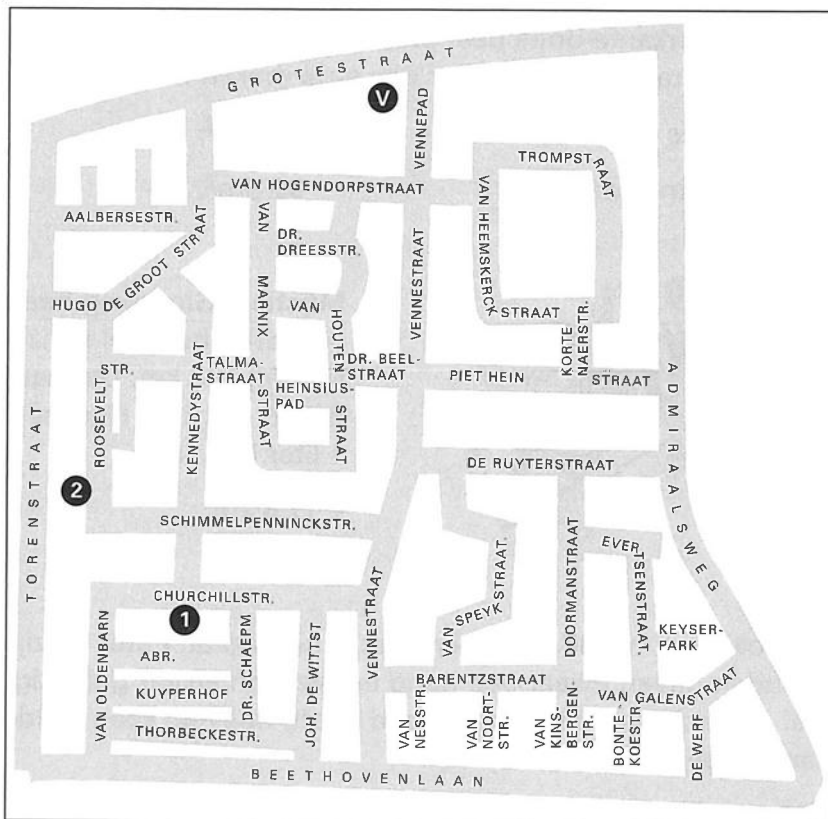 GROTESTRAAT
V
VENNEPAD
TROMPSTRAAT
VAN HOGENDORPSTRAAT
AALBERSESTR.
VAN MARNIX STRAAT
DR.
DREESSTR.
VENNESTRAAT
VAN HEEMSKERCK
STRAAT
HUGO DE GROOT STRAAT
VAN HOUTEN STRAAT
KORTE
NAERSTR.
ROOSEVELT
STR.
KENNEDYSTRAAT
TALMA-
STRAAT
HEINSIUS-
PAD
DR. BEEL-
STRAAT
PIET HEIN
STRAAT
ADMIRAALSWEG
TORENSTRAAT
2
DE RUYTERSTRAAT
SCHIMMELPENNINCKSTR.
DOORMANSTRAAT
EVERTSENSTRAAT.
CHURCHILLSTR.
1
VENNESTRAAT
VAN SPEYK STRAAT.
KEYSER-
PARK
VAN OLDENBARN
ABR.
KUYPERHOF
DR. SCHAEPM
JOH. DE WITTST
THORBECKESTR.
BARENTZSTRAAT
VAN GALENSTRAAT
VAN
NESSTR.
VAN
NOORT-
STR.
VAN
KINS-
BERGEN-
STR.
BONTE-
KOESTR.
DE WERF
BEETHOVENLAAN